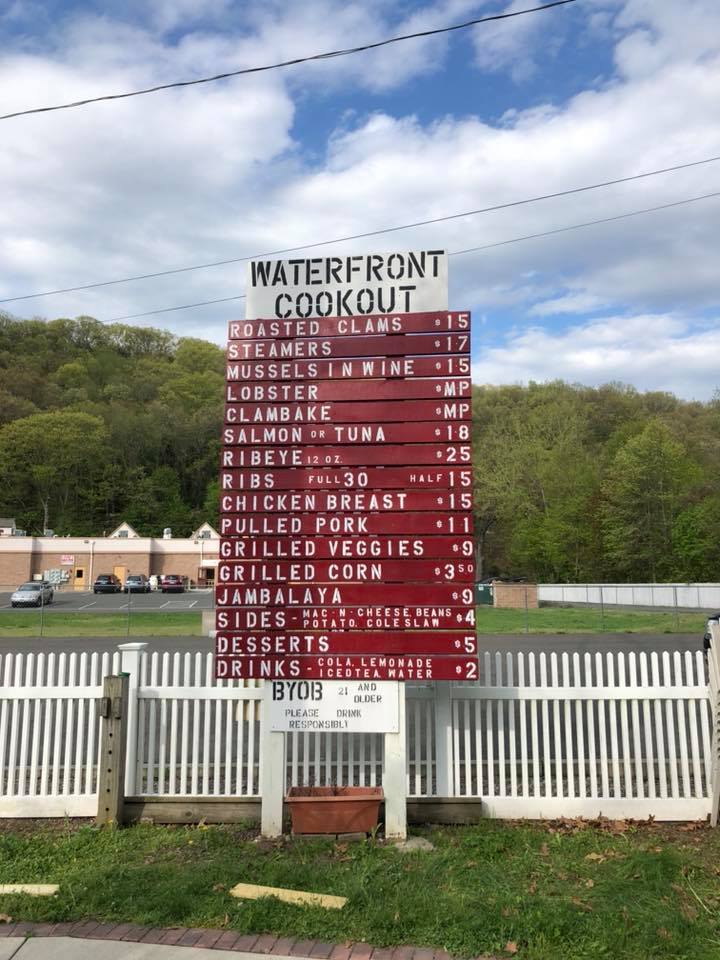 WATERFRONT
COOKOUT
ROASTED CLAMS $15
STEAMERS $17
MUSSELS IN WINE $15
LOBSTER $MP
CLAMBAKE $MP
SALMON OR TUNA $18
RIBEYE 12 OZ. $25
RIBS FULL 30 HALF 15
CHICKEN BREAST $15
PULLED PORK $11
GRILLED VEGGIES $9
GRILLED CORN $3 50
JAMBALAYA $9
SIDES - MAC-N-CHEESE, BEANS $4
POTATO, COLESLAW
DESSERTS $5
DRINKS - COLA, LEMONADE $2
ICEDTEA, WATER
BYOB 21 AND
OLDER
PLEASE DRINK
RESPONSIBLY